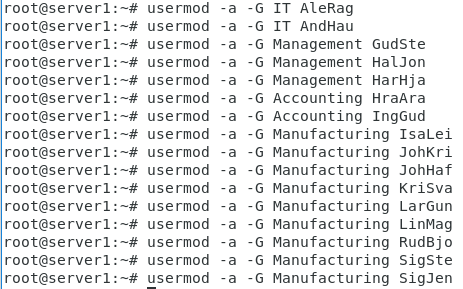 root@server1:~# usermod -a -G IT AleRag
root@server1:~# usermod -a -G IT AndHau
root@server1:~# usermod -a -G Management GudSte
root@server1:~# usermod -a -G Management HalJon
root@server1:~# usermod -a -G Management HarHja
root@server1:~# usermod -a -G Accounting HraAra
root@server1:~# usermod -a -G Accounting IngGud
root@server1:~# usermod -a -G Manufacturing IsaLei
root@server1:~# usermod -a -G Manufacturing JohKri
root@server1:~# usermod -a -G Manufacturing JohHaf
root@server1:~# usermod -a -G Manufacturing KriSva
root@server1:~# usermod -a -G Manufacturing LarGun
root@server1:~# usermod -a -G Manufacturing LinMag
root@server1:~# usermod -a -G Manufacturing RudBjo
root@server1:~# usermod -a -G Manufacturing SigSte
root@server1:~# usermod -a -G Manufacturing SigJen